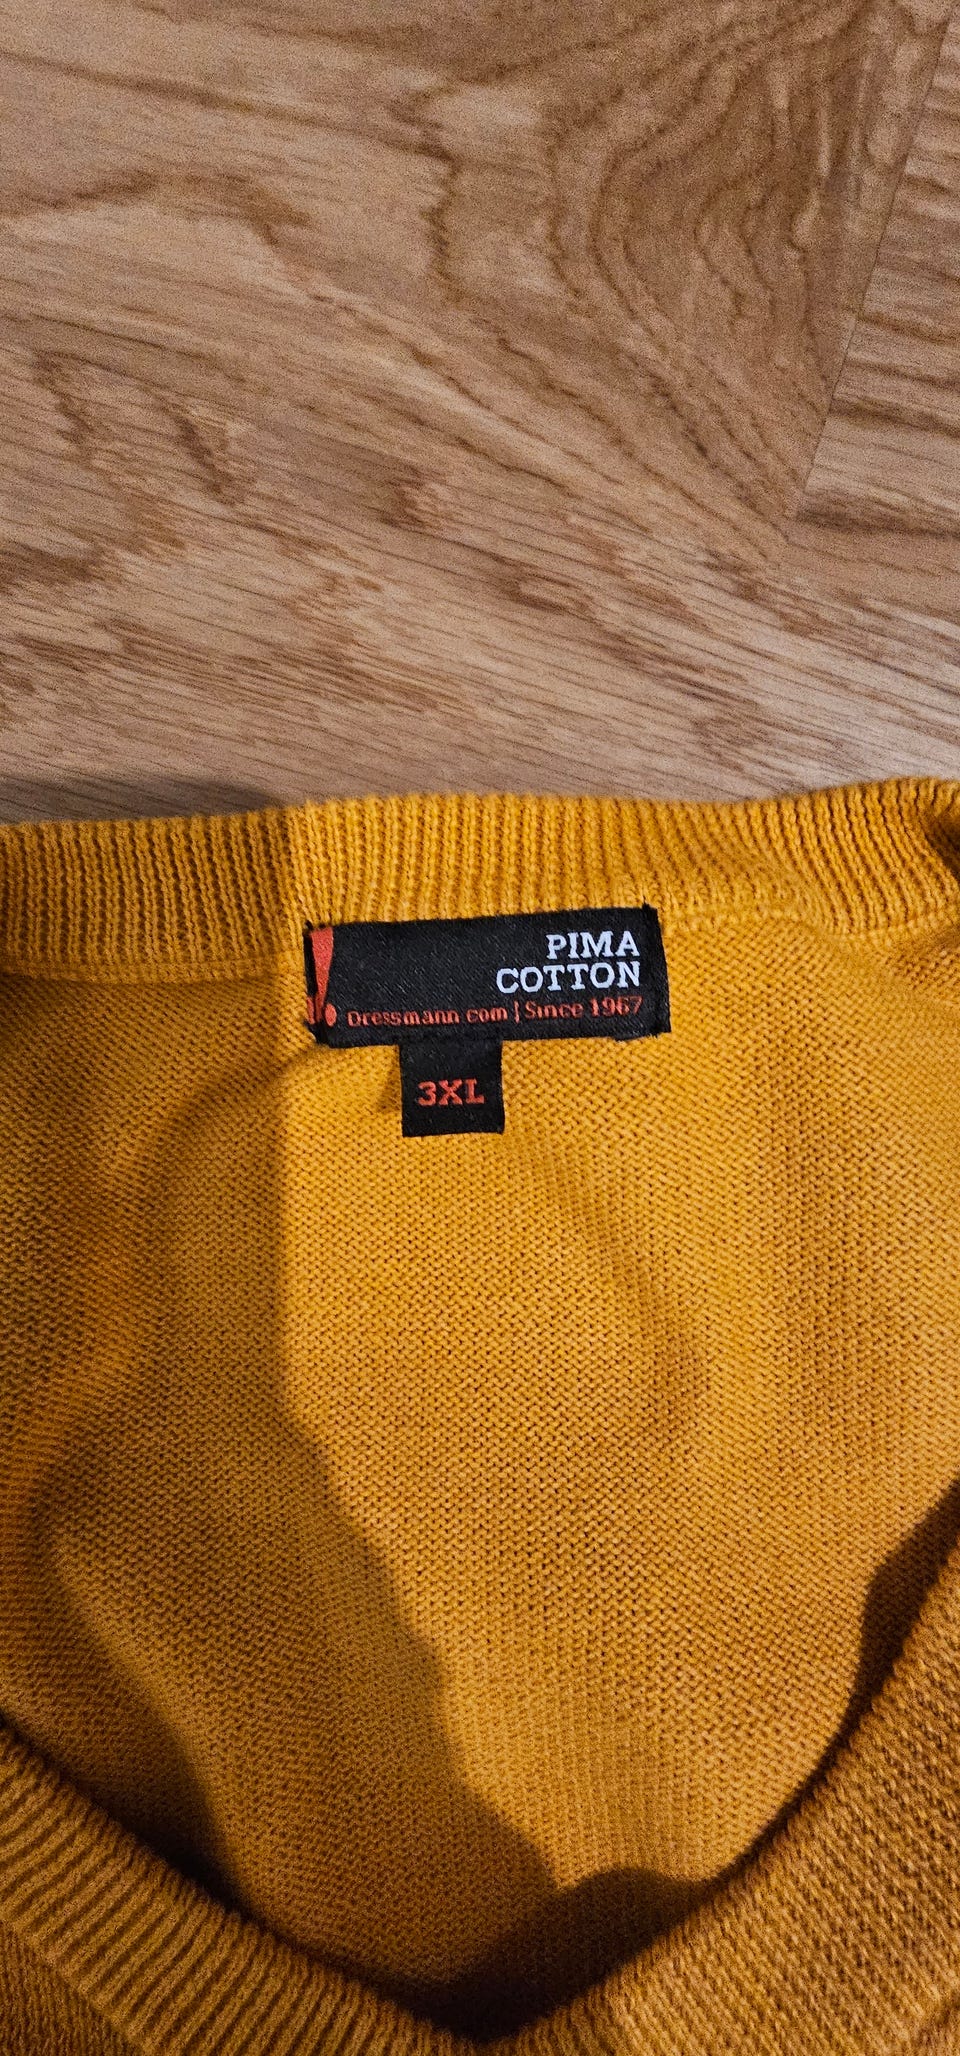 PIMA
COTTON
Dressmann.com | Since 1967
3XL